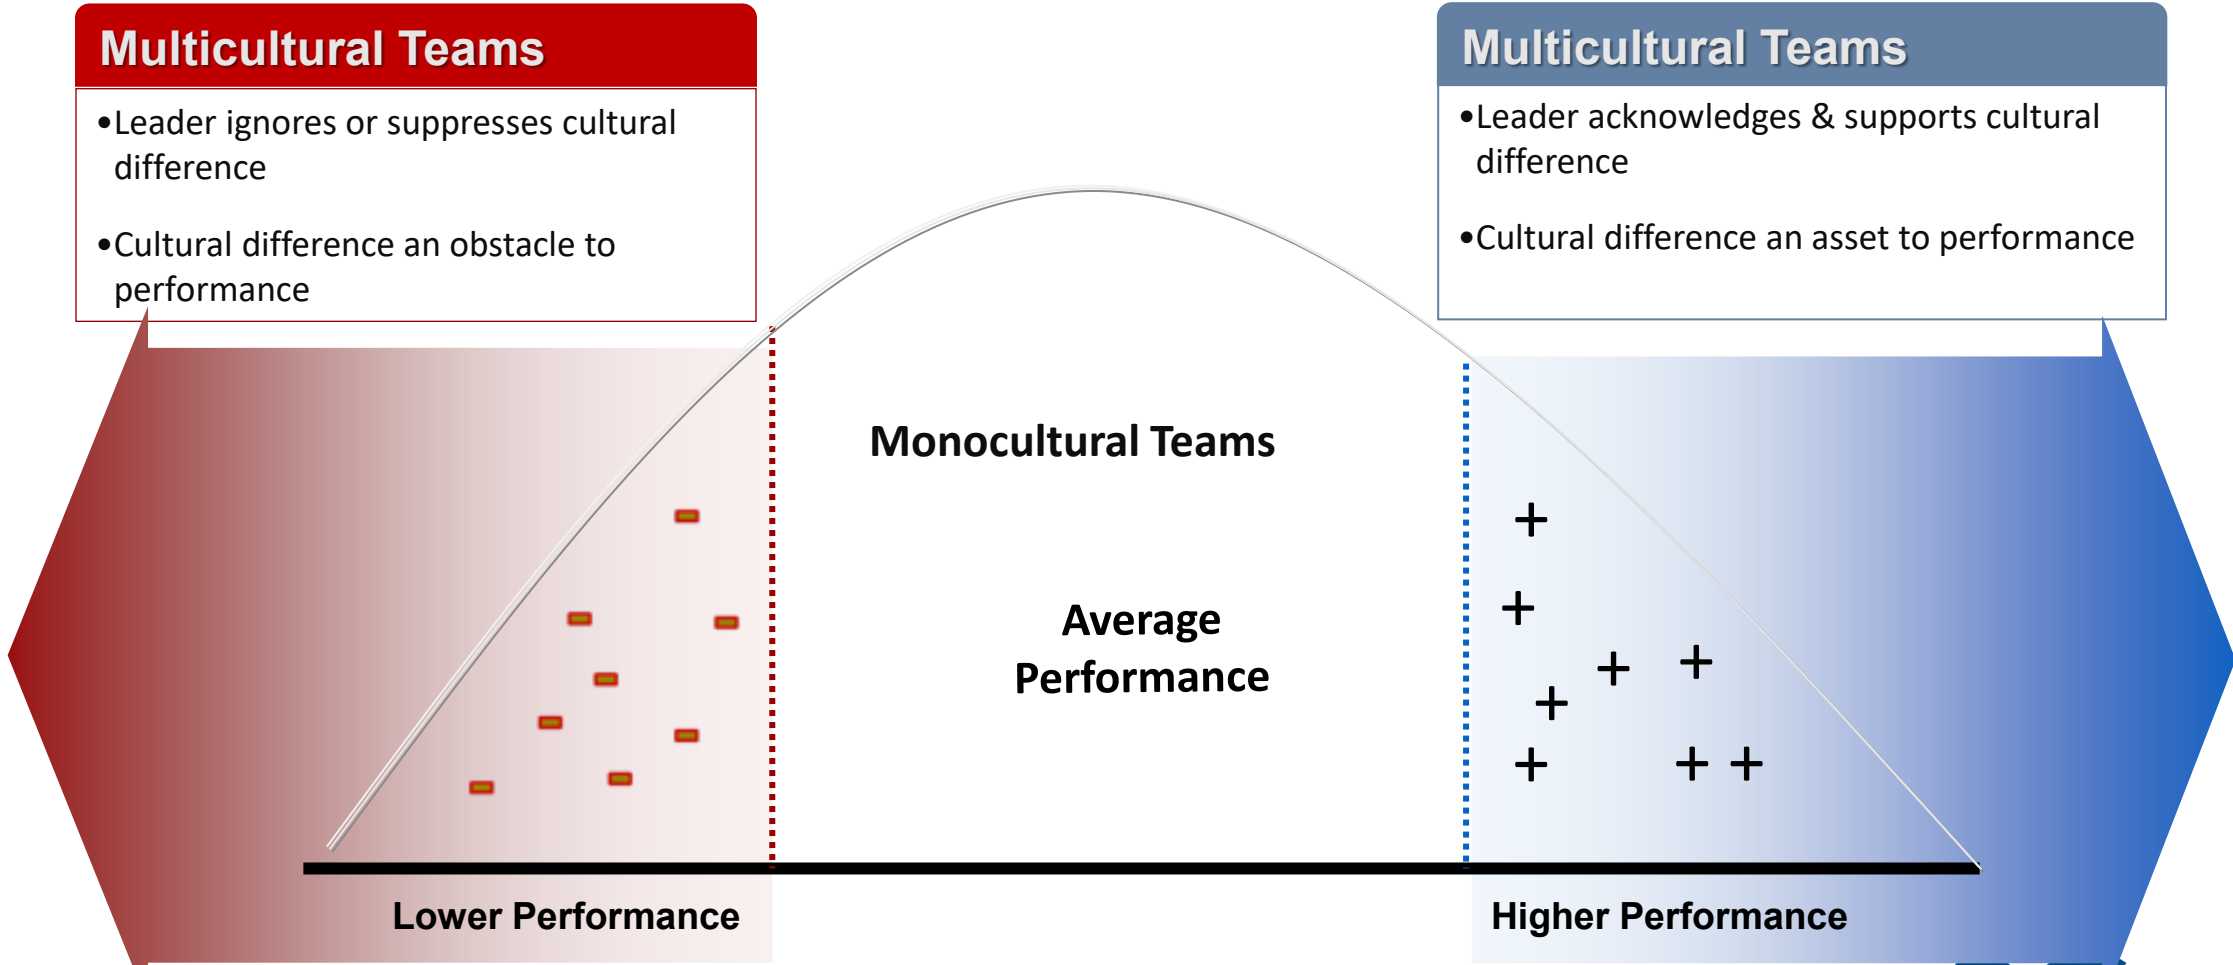 Multicultural Teams
•Leader ignores or suppresses cultural
difference
•Cultural difference an obstacle to
performance
Multicultural Teams
•Leader acknowledges & supports cultural
difference
•Cultural difference an asset to performance
Monocultural Teams
Average
Performance
Lower Performance
Higher Performance